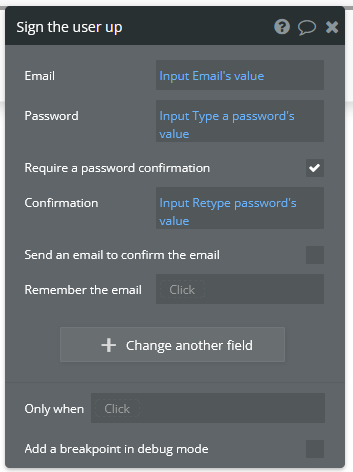 Sign the user up
Email Input Email's value
Password Input Type a password's
value
Require a password confirmation
Confirmation Input Retype password's
value
Send an email to confirm the email
Remember the email Click
Change another field
Only when Click
Add a breakpoint in debug mode